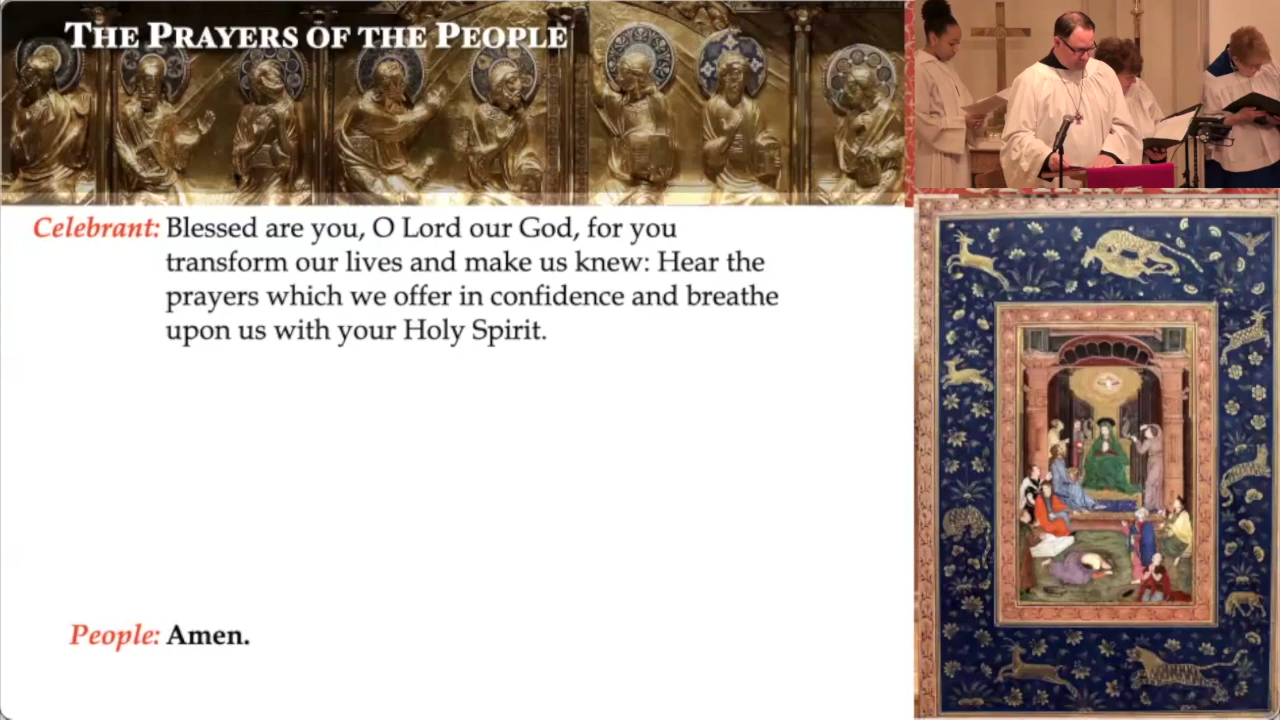 THE PRAYERS OF THE PEOPLE
Celebrant: Blessed are you, O Lord our God, for you
transform our lives and make us knew: Hear the
prayers which we offer in confidence and breathe
upon us with your Holy Spirit.
People: Amen.